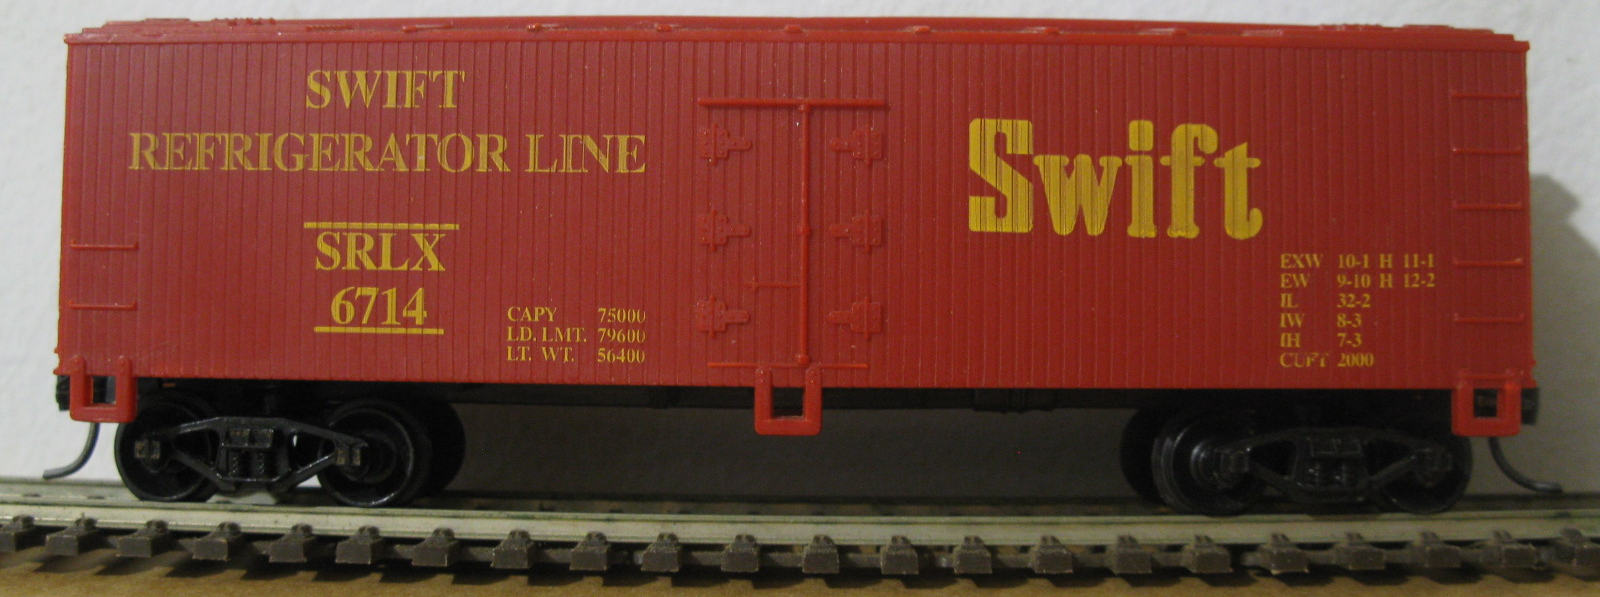 SWIFT
REFRIGERATOR LINE
SRLX
6714
CAPY 75000
LD. LMT. 79600
LT. WT. 56400
Swift
EXW 10-1 H 11-1
EW 9-10 H 12-2
IL 32-2
IW 8-3
IH 7-3
CUFT 2000